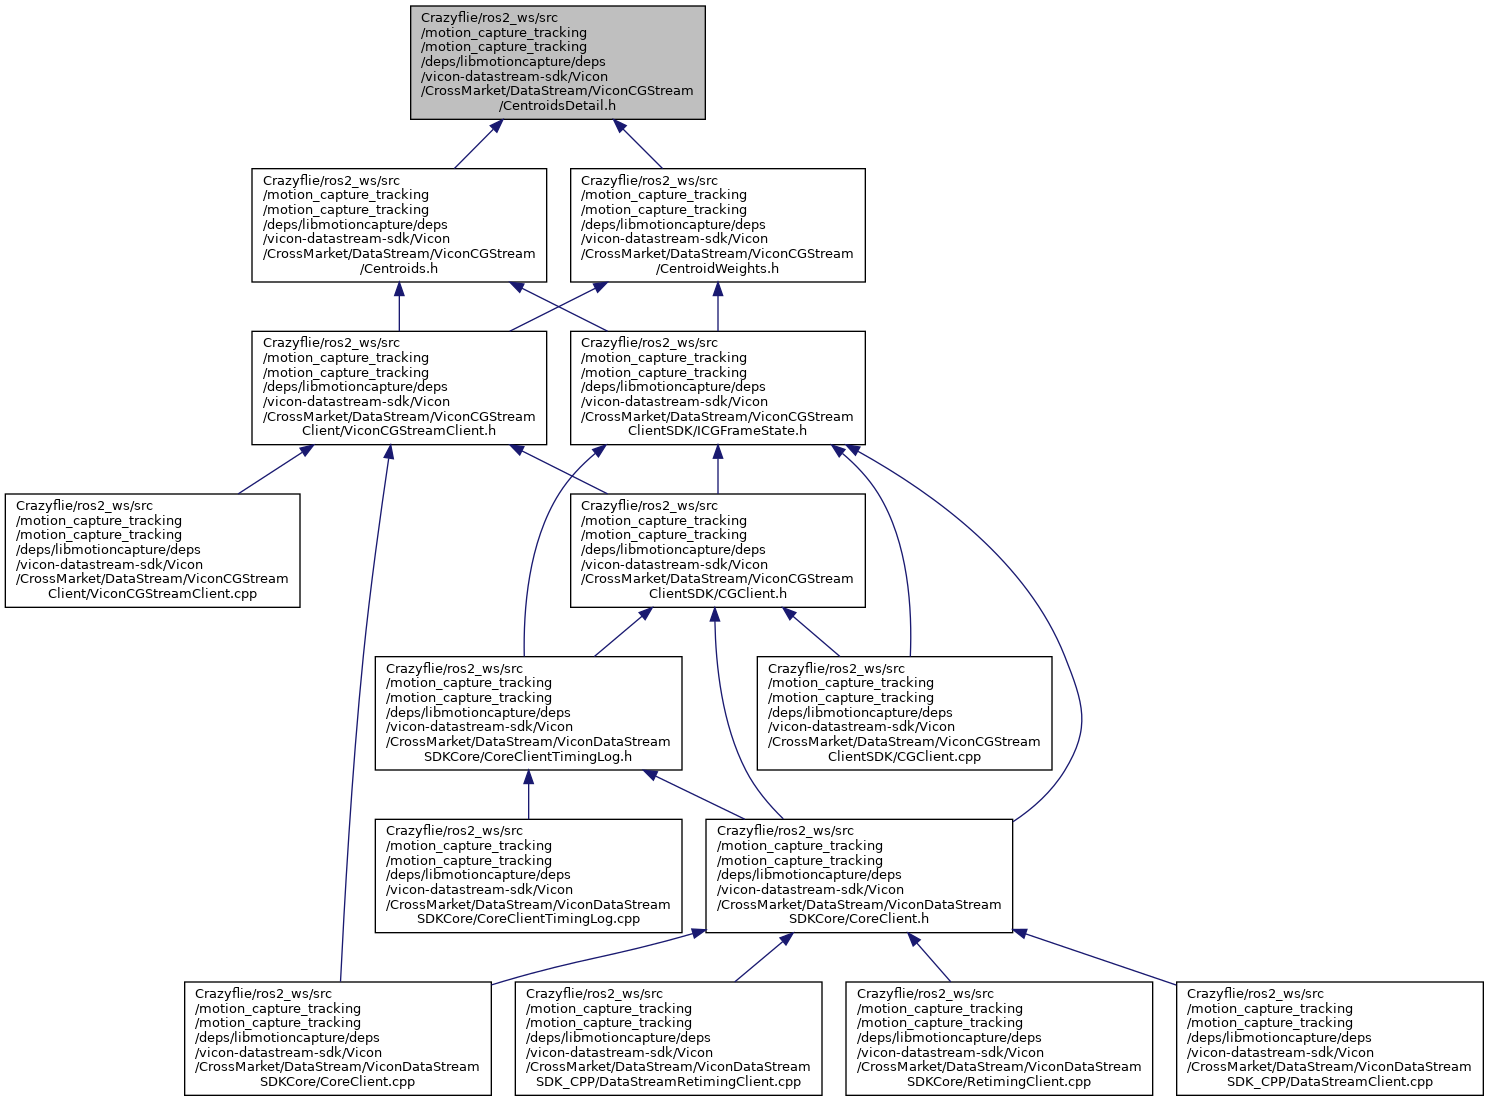 Crazyflie/ros2_ws/src
/motion_capture_tracking
/motion_capture_tracking
/deps/libmotioncapture/deps
/vicon-datastream-sdk/Vicon
/CrossMarket/DataStream/ViconCGStream
/CentroidsDetail.h
Crazyflie/ros2_ws/src
/motion_capture_tracking
/motion_capture_tracking
/deps/libmotioncapture/deps
/vicon-datastream-sdk/Vicon
/CrossMarket/DataStream/ViconCGStream
/Centroids.h
Crazyflie/ros2_ws/src
/motion_capture_tracking
/motion_capture_tracking
/deps/libmotioncapture/deps
/vicon-datastream-sdk/Vicon
/CrossMarket/DataStream/ViconCGStream
/CentroidWeights.h
Crazyflie/ros2_ws/src
/motion_capture_tracking
/motion_capture_tracking
/deps/libmotioncapture/deps
/vicon-datastream-sdk/Vicon
/CrossMarket/DataStream/ViconCGStream
Client/ViconCGStreamClient.h
Crazyflie/ros2_ws/src
/motion_capture_tracking
/motion_capture_tracking
/deps/libmotioncapture/deps
/vicon-datastream-sdk/Vicon
/CrossMarket/DataStream/ViconCGStream
ClientSDK/ICGFrameState.h
Crazyflie/ros2_ws/src
/motion_capture_tracking
/motion_capture_tracking
/deps/libmotioncapture/deps
/vicon-datastream-sdk/Vicon
/CrossMarket/DataStream/ViconCGStream
Client/ViconCGStreamClient.cpp
Crazyflie/ros2_ws/src
/motion_capture_tracking
/motion_capture_tracking
/deps/libmotioncapture/deps
/vicon-datastream-sdk/Vicon
/CrossMarket/DataStream/ViconCGStream
ClientSDK/CGClient.h
Crazyflie/ros2_ws/src
/motion_capture_tracking
/motion_capture_tracking
/deps/libmotioncapture/deps
/vicon-datastream-sdk/Vicon
/CrossMarket/DataStream/ViconDataStream
SDKCore/CoreClientTimingLog.h
Crazyflie/ros2_ws/src
/motion_capture_tracking
/motion_capture_tracking
/deps/libmotioncapture/deps
/vicon-datastream-sdk/Vicon
/CrossMarket/DataStream/ViconCGStream
ClientSDK/CGClient.cpp
Crazyflie/ros2_ws/src
/motion_capture_tracking
/motion_capture_tracking
/deps/libmotioncapture/deps
/vicon-datastream-sdk/Vicon
/CrossMarket/DataStream/ViconDataStream
SDKCore/CoreClientTimingLog.cpp
Crazyflie/ros2_ws/src
/motion_capture_tracking
/motion_capture_tracking
/deps/libmotioncapture/deps
/vicon-datastream-sdk/Vicon
/CrossMarket/DataStream/ViconDataStream
SDKCore/CoreClient.h
Crazyflie/ros2_ws/src
/motion_capture_tracking
/motion_capture_tracking
/deps/libmotioncapture/deps
/vicon-datastream-sdk/Vicon
/CrossMarket/DataStream/ViconDataStream
SDKCore/CoreClient.cpp
Crazyflie/ros2_ws/src
/motion_capture_tracking
/motion_capture_tracking
/deps/libmotioncapture/deps
/vicon-datastream-sdk/Vicon
/CrossMarket/DataStream/ViconDataStream
SDK_CPP/DataStreamRetimingClient.cpp
Crazyflie/ros2_ws/src
/motion_capture_tracking
/motion_capture_tracking
/deps/libmotioncapture/deps
/vicon-datastream-sdk/Vicon
/CrossMarket/DataStream/ViconDataStream
SDKCore/RetimingClient.cpp
Crazyflie/ros2_ws/src
/motion_capture_tracking
/motion_capture_tracking
/deps/libmotioncapture/deps
/vicon-datastream-sdk/Vicon
/CrossMarket/DataStream/ViconDataStream
SDK_CPP/DataStreamClient.cpp